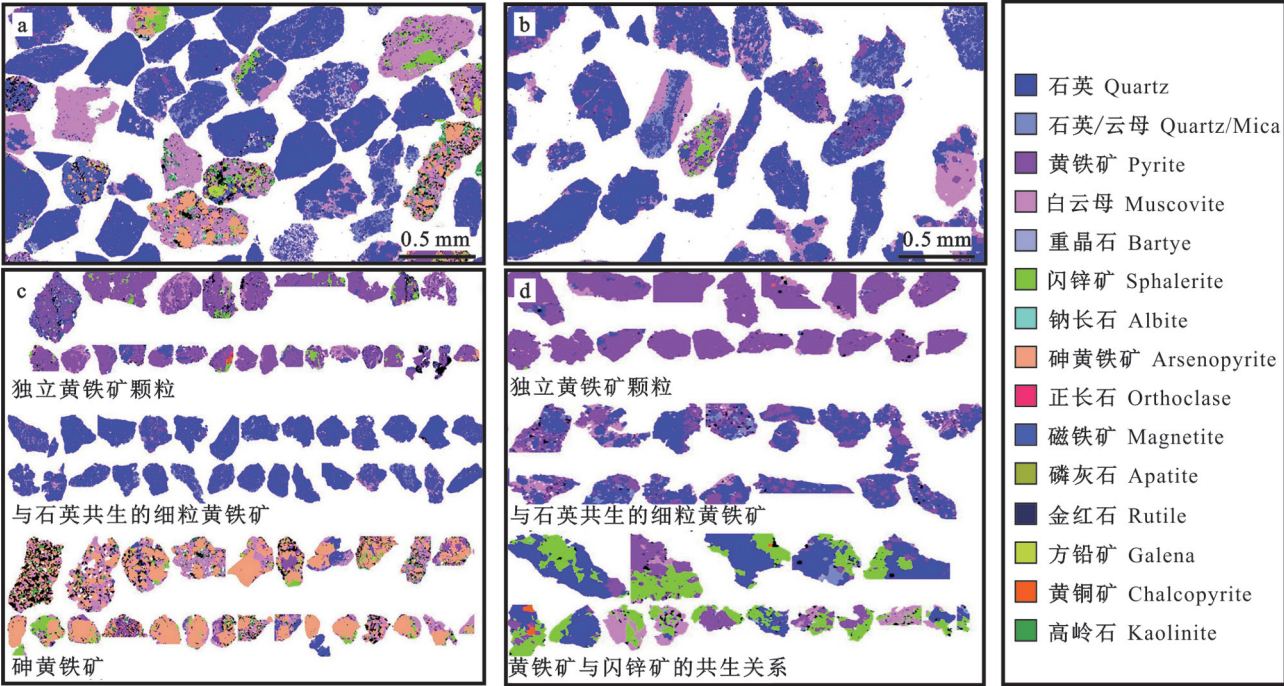 a
0.5 mm
b
0.5 mm
c
独立黄铁矿颗粒
与石英共生的细粒黄铁矿
砷黄铁矿
d
独立黄铁矿颗粒
与石英共生的细粒黄铁矿
黄铁矿与闪锌矿的共生关系
石英 Quartz
石英/云母 Quartz/Mica
黄铁矿 Pyrite
白云母 Muscovite
重晶石 Bartye
闪锌矿 Sphalerite
钠长石 Albite
砷黄铁矿 Arsenopyrite
正长石 Orthoclase
磁铁矿 Magnetite
磷灰石 Apatite
金红石 Rutile
方铅矿 Galena
黄铜矿 Chalcopyrite
高岭石 Kaolinite